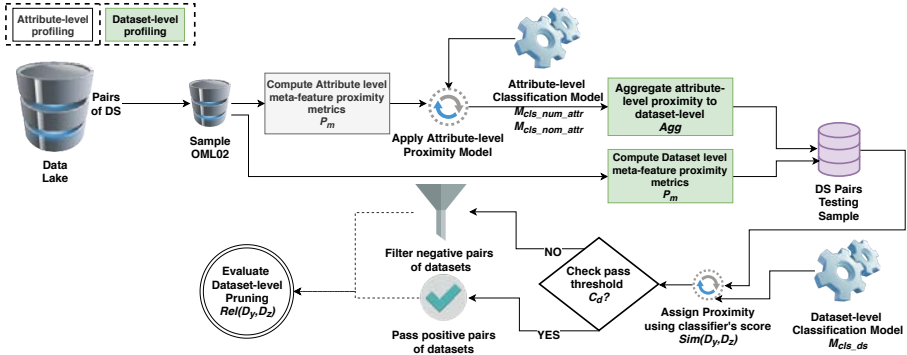 Attribute-level
profiling
Dataset-level
profiling
Data
Lake
Pairs
of DS
Sample
OML02
Compute Attribute level
meta-feature proximity
metrics
P_m
Apply Attribute-level
Proximity Model
Attribute-level
Classification Model
M_cls_num_attr
M_cls_nom_attr
Aggregate attribute-
level proximity to
dataset-level
Agg
Compute Dataset level
meta-feature proximity
metrics
P_m
DS Pairs
Testing
Sample
Filter negative pairs
of datasets
NO
Check pass
threshold
C_d?
YES
Pass positive pairs
of datasets
Evaluate
Dataset-level
Pruning
Rel(D_y,D_z)
Assign Proximity
using classifier's score
Sim(D_y,D_z)
Dataset-level
Classification Model
M_cls_ds